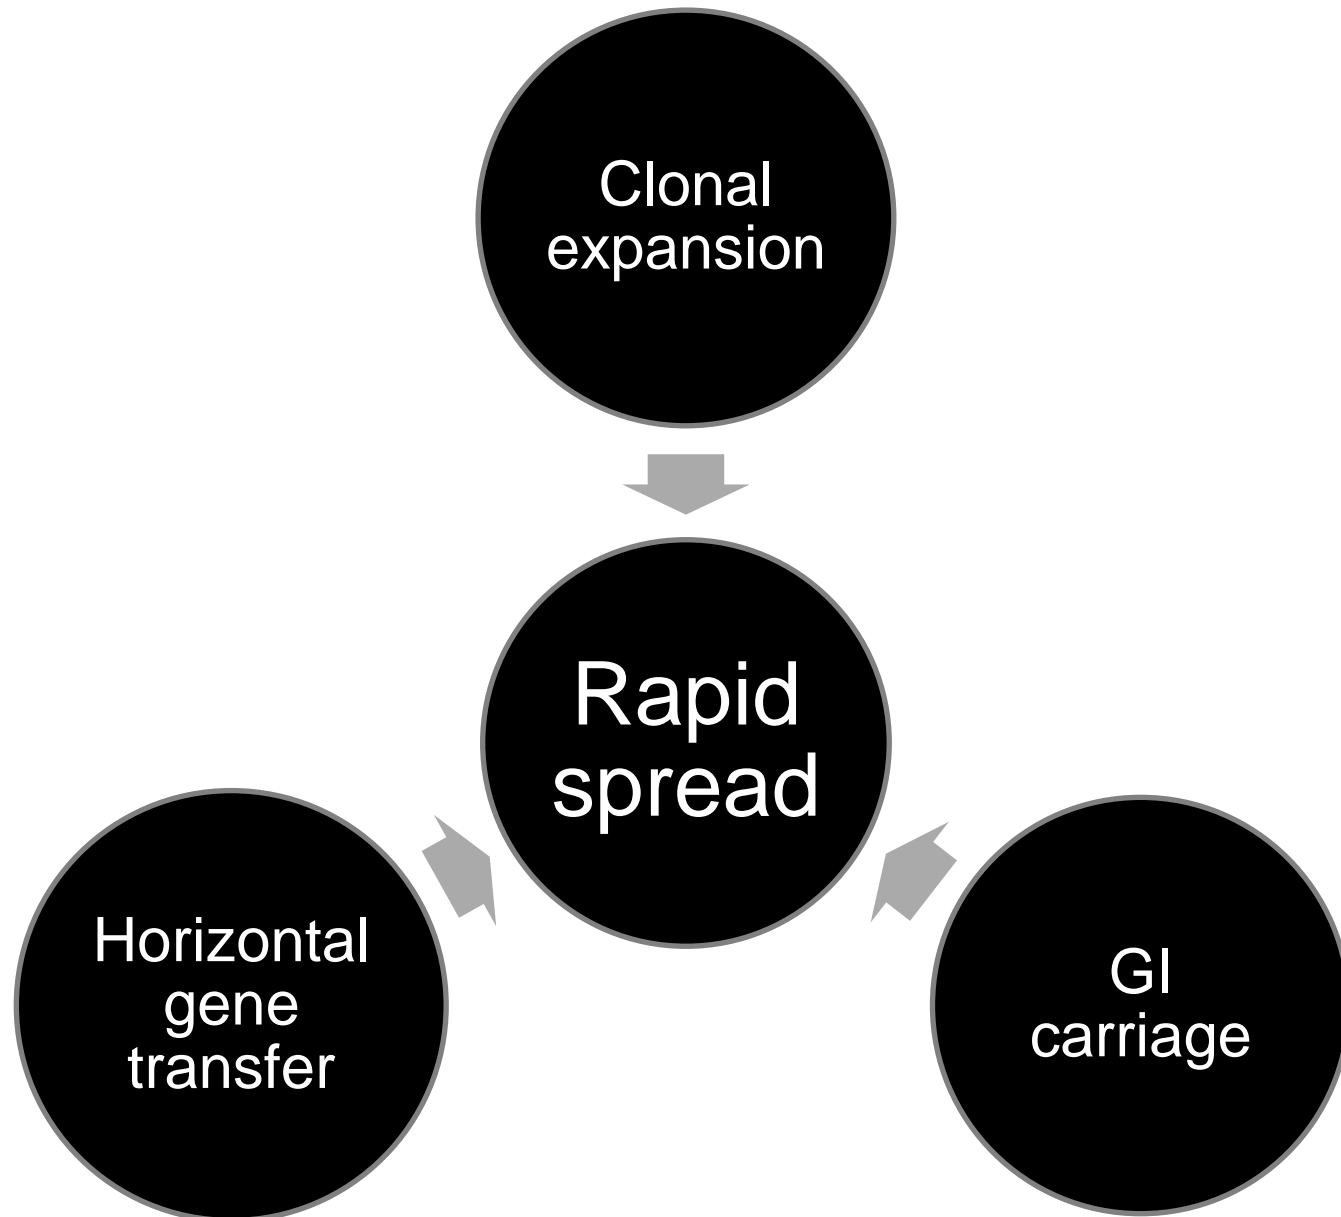 Clonal
expansion
Rapid
spread
Horizontal
gene
transfer
GI
carriage